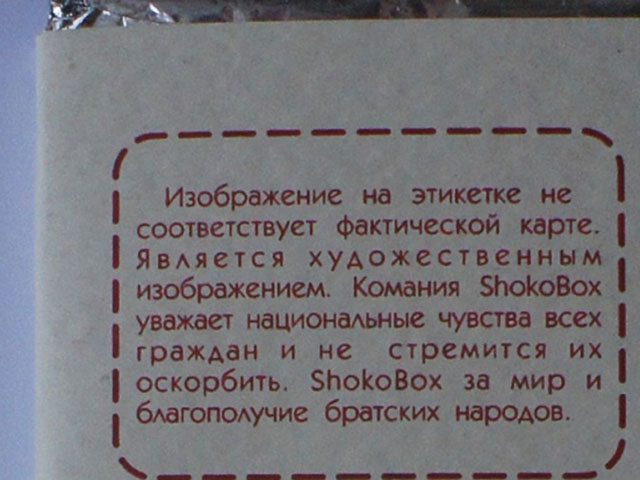 Изображение на этикетке не
соответствует фактической карте.
Является художественным
изображением. Комания ShokoBox
уважает национальные чувства всех
граждан и не стремится их
оскорбить. ShokoBox за мир и
благополучие братских народов.